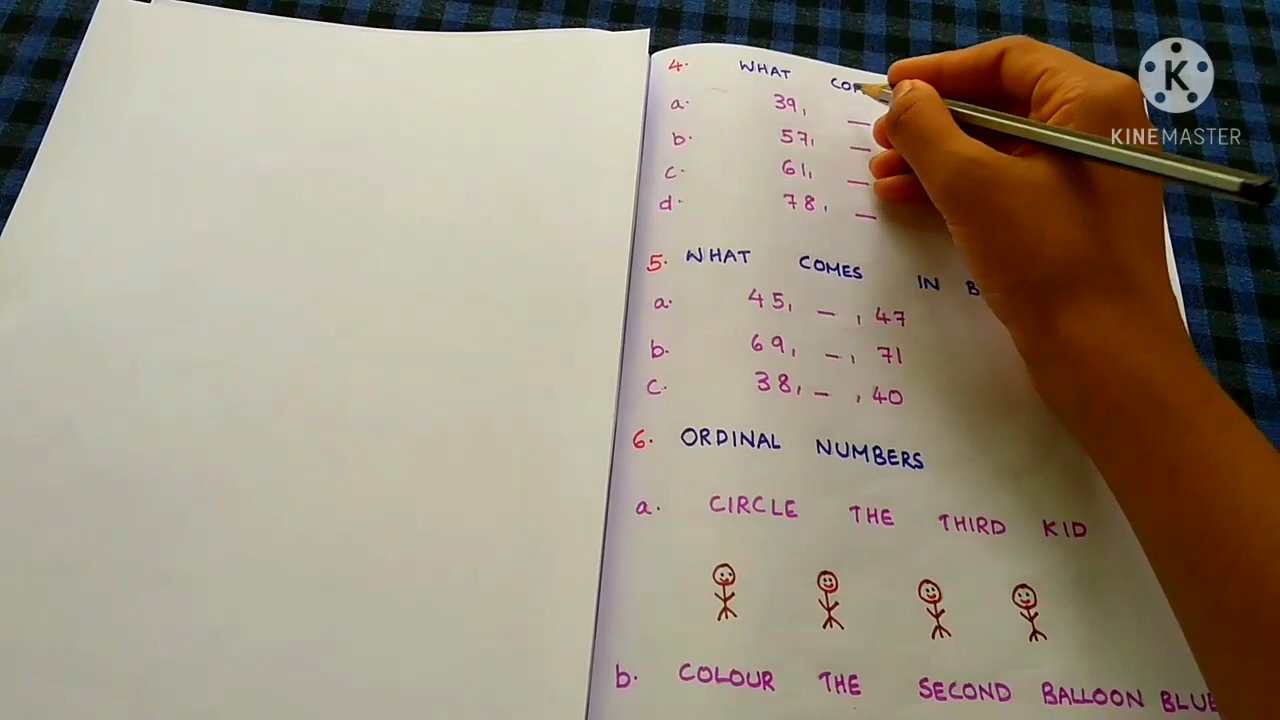 4. WHAT
a. 39, _
b. 57, _
c. 61, _
d. 78, _
5. WHAT COMES IN
a. 45, _, 47
b. 69, _, 71
c. 38, _, 40
6. ORDINAL NUMBERS
a. CIRCLE THE THIRD KID
b. COLOUR THE SECOND BALLOON BLUE
K
KINEMASTER